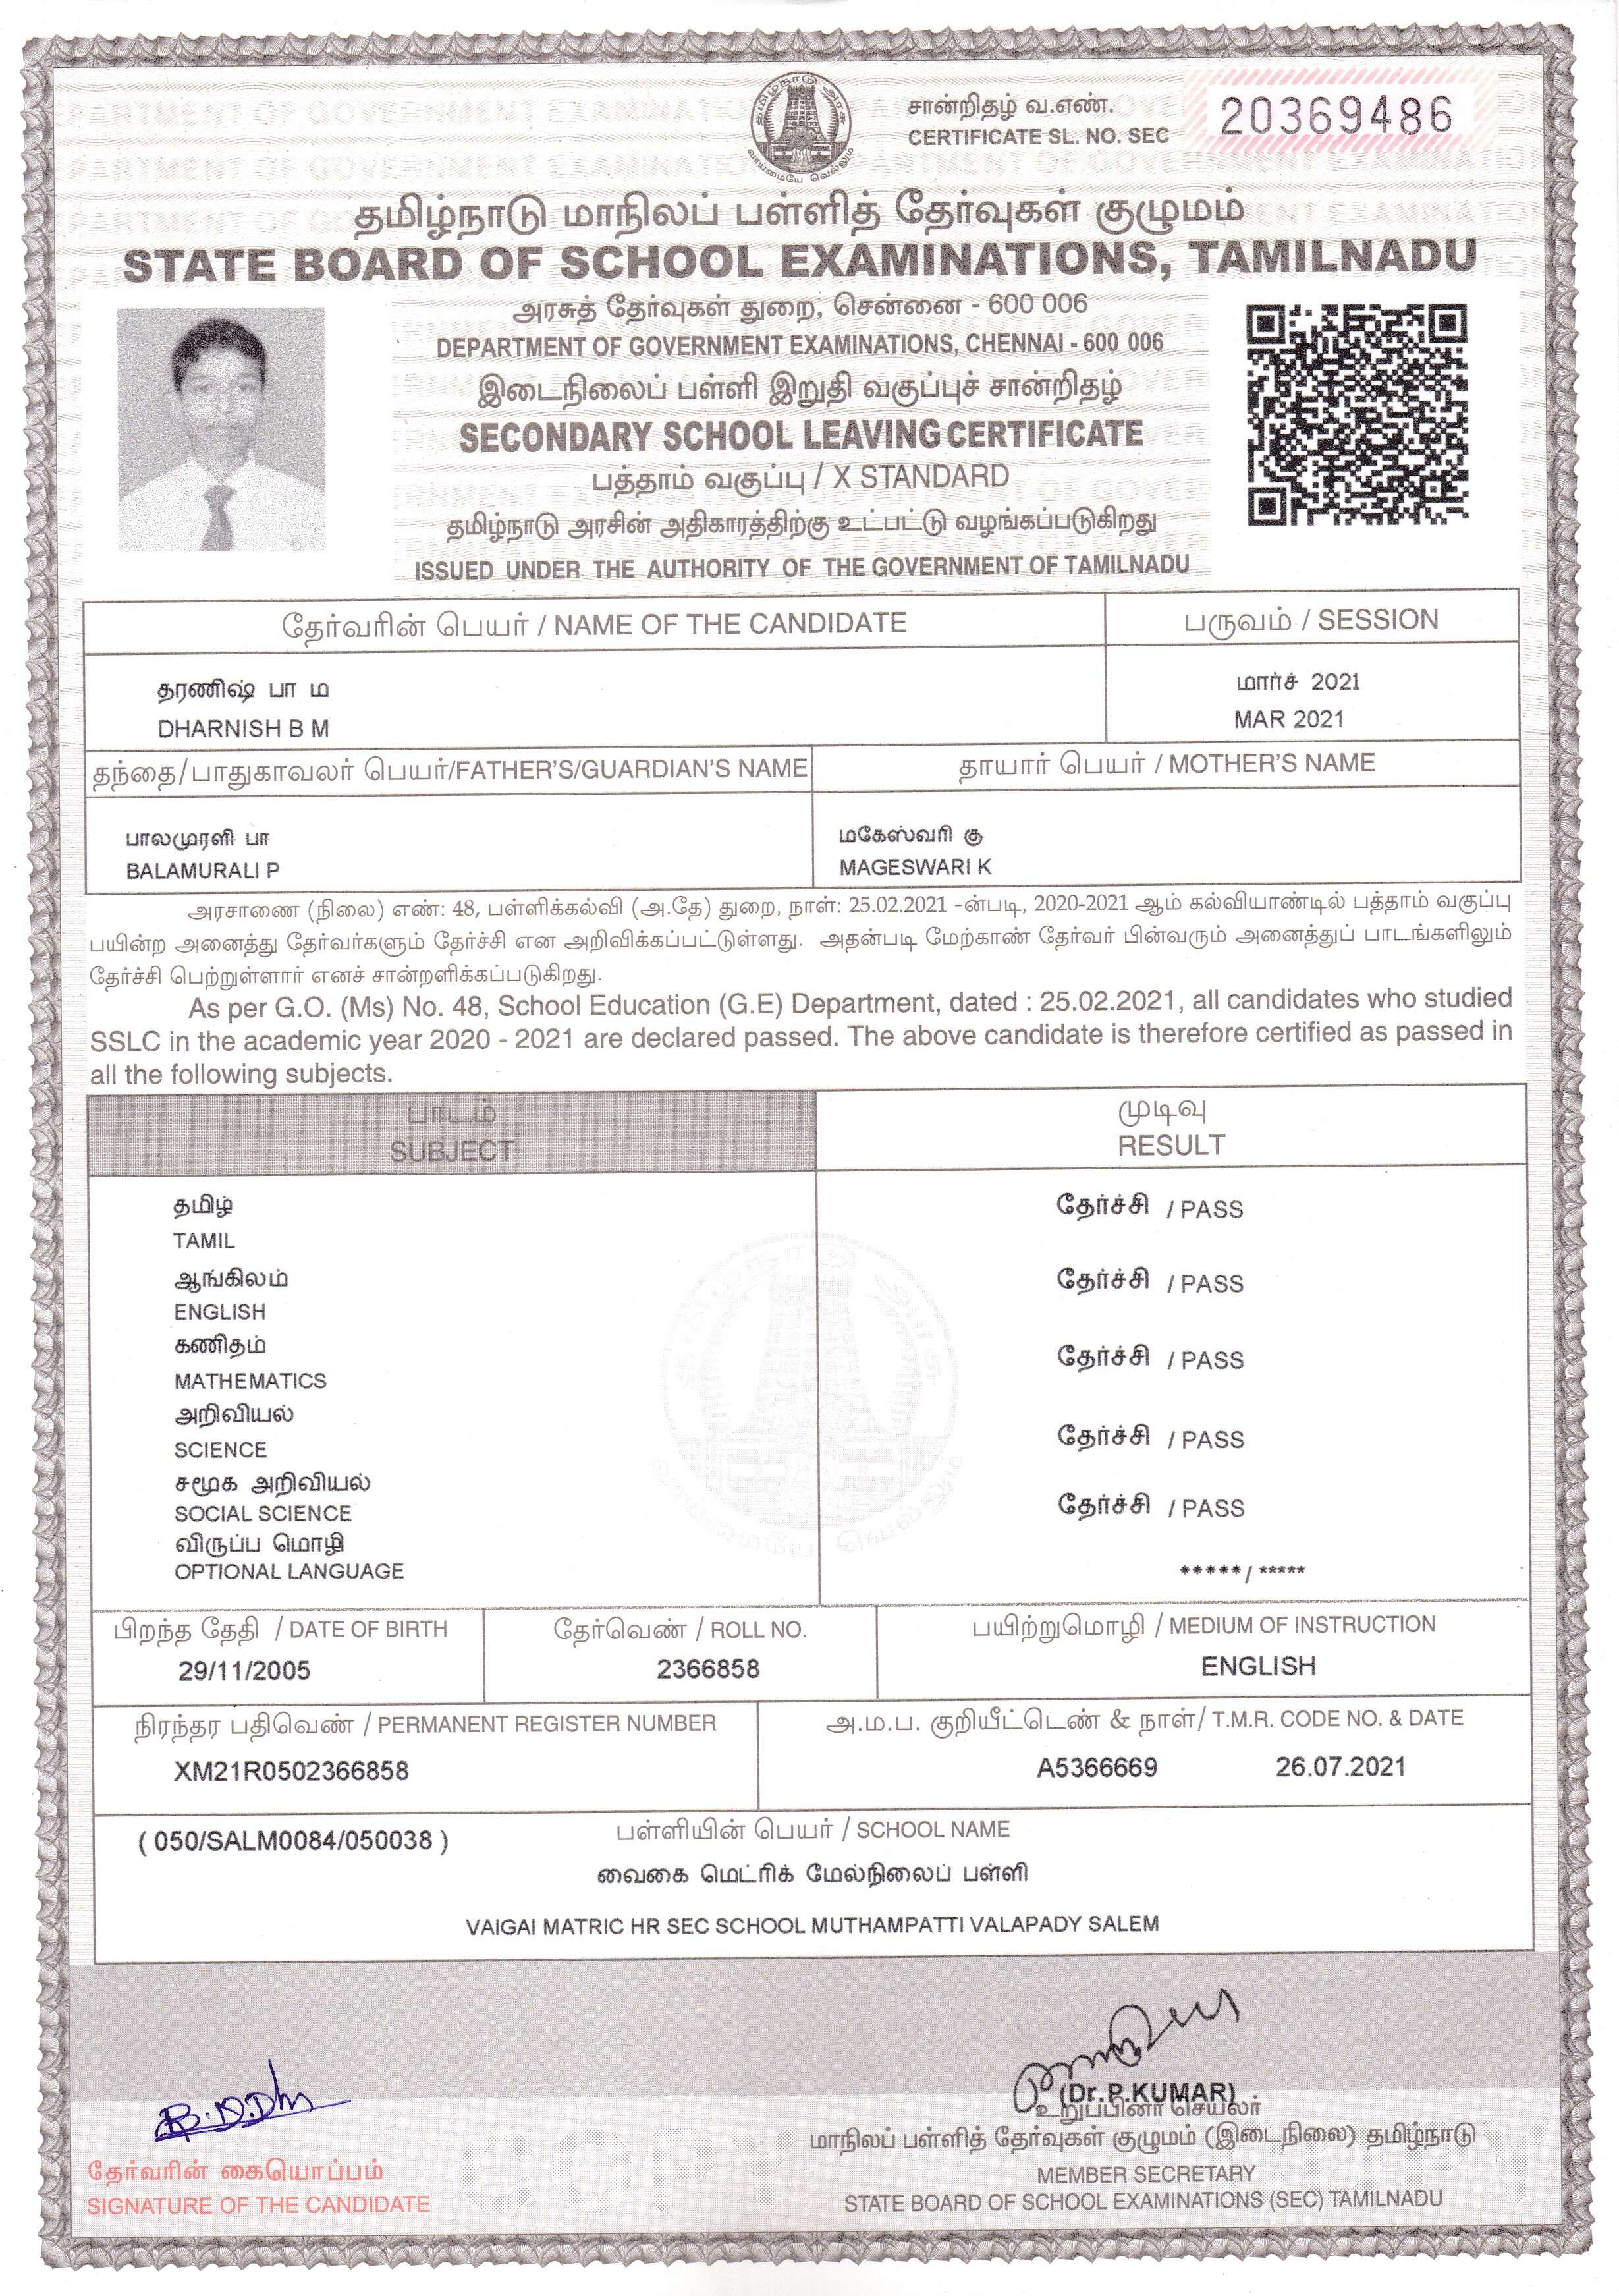 சான்றிதழ் வ.எண்.
CERTIFICATE SL. NO. SEC
20369486
தமிழ்நாடு அரசு
வாய்மையே வெல்லும்
தமிழ்நாடு மாநிலப் பள்ளித் தேர்வுகள் குழுமம்
STATE BOARD OF SCHOOL EXAMINATIONS, TAMILNADU
அரசுத் தேர்வுகள் துறை, சென்னை - 600 006
DEPARTMENT OF GOVERNMENT EXAMINATIONS, CHENNAI - 600 006
இடைநிலைப் பள்ளி இறுதி வகுப்புச் சான்றிதழ்
SECONDARY SCHOOL LEAVING CERTIFICATE
பத்தாம் வகுப்பு / X STANDARD
தமிழ்நாடு அரசின் அதிகாரத்திற்கு உட்பட்டு வழங்கப்படுகிறது
ISSUED UNDER THE AUTHORITY OF THE GOVERNMENT OF TAMILNADU
தேர்வரின் பெயர் / NAME OF THE CANDIDATE
பருவம் / SESSION
தரணிஷ் பா ம
DHARNISH B M
மார்ச் 2021
MAR 2021
தந்தை/பாதுகாவலர் பெயர்/FATHER'S/GUARDIAN'S NAME
தாயார் பெயர் / MOTHER'S NAME
பாலமுரளி பா
BALAMURALI P
மகேஸ்வரி கு
MAGESWARI K
அரசாணை (நிலை) எண்: 48, பள்ளிக்கல்வி (அ.தே) துறை, நாள்: 25.02.2021 -ன்படி, 2020-2021 ஆம் கல்வியாண்டில் பத்தாம் வகுப்பு
பயின்ற அனைத்து தேர்வர்களும் தேர்ச்சி என அறிவிக்கப்பட்டுள்ளது. அதன்படி மேற்காண் தேர்வர் பின்வரும் அனைத்துப் பாடங்களிலும்
தேர்ச்சி பெற்றுள்ளார் எனச் சான்றளிக்கப்படுகிறது.
As per G.O. (Ms) No. 48, School Education (G.E) Department, dated : 25.02.2021, all candidates who studied
SSLC in the academic year 2020 - 2021 are declared passed. The above candidate is therefore certified as passed in
all the following subjects.
பாடம்
SUBJECT
முடிவு
RESULT
தமிழ்
TAMIL
தேர்ச்சி / PASS
ஆங்கிலம்
ENGLISH
தேர்ச்சி / PASS
கணிதம்
MATHEMATICS
தேர்ச்சி / PASS
அறிவியல்
SCIENCE
தேர்ச்சி / PASS
சமூக அறிவியல்
SOCIAL SCIENCE
தேர்ச்சி / PASS
விருப்ப மொழி
OPTIONAL LANGUAGE
*****/ *****
பிறந்த தேதி / DATE OF BIRTH
29/11/2005
தேர்வெண் / ROLL NO.
2366858
பயிற்றுமொழி / MEDIUM OF INSTRUCTION
ENGLISH
நிரந்தர பதிவெண் / PERMANENT REGISTER NUMBER
XM21R0502366858
அ.ம.ப. குறியீட்டெண் & நாள்/ T.M.R. CODE NO. & DATE
A5366669 26.07.2021
( 050/SALM0084/050038 )
பள்ளியின் பெயர் / SCHOOL NAME
வைகை மெட்ரிக் மேல்நிலைப் பள்ளி
VAIGAI MATRIC HR SEC SCHOOL MUTHAMPATTI VALAPADY SALEM
தேர்வரின் கையொப்பம்
SIGNATURE OF THE CANDIDATE
(Dr.P.KUMAR)
உறுப்பினர் செயலர்
மாநிலப் பள்ளித் தேர்வுகள் குழுமம் (இடைநிலை) தமிழ்நாடு
MEMBER SECRETARY
STATE BOARD OF SCHOOL EXAMINATIONS (SEC) TAMILNADU